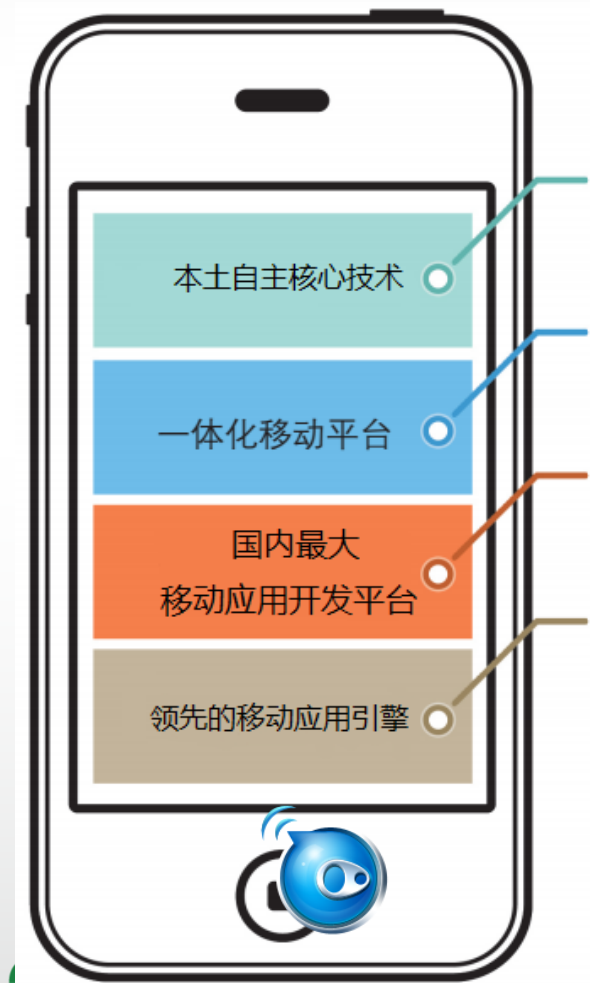 本土自主核心技术
一体化移动平台
国内最大
移动应用开发平台
领先的移动应用引擎